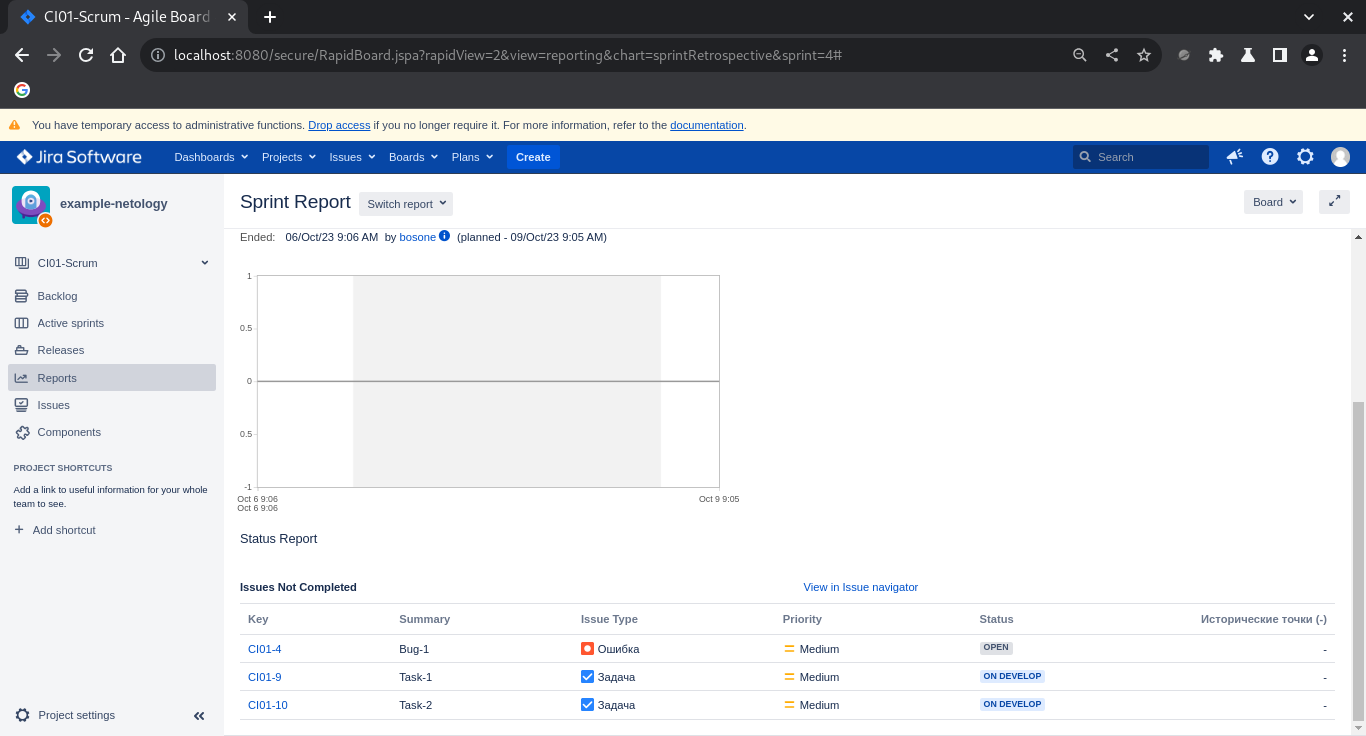 CI01-Scrum - Agile Board
localhost:8080/secure/RapidBoard.jspa?rapidView=2&view=reporting&chart=sprintRetrospective&sprint=4#
You have temporary access to administrative functions. Drop access if you no longer require it. For more information, refer to the documentation.
Jira Software Dashboards Projects Issues Boards Plans Create Search
example-netology
CI01-Scrum
Backlog
Active sprints
Releases
Reports
Issues
Components
PROJECT SHORTCUTS
Add a link to useful information for your whole
team to see.
Add shortcut
Project settings
Sprint Report Switch report Board
Ended: 06/Oct/23 9:06 AM by bosone (planned - 09/Oct/23 9:05 AM)
1
0.5
0
0.5
-1
Oct 6 9:06 Oct 9 9:05
Oct 6 9:06
Status Report
Issues Not Completed View in Issue navigator
Key Summary Issue Type Priority Status Исторические точки (-)
CI01-4 Bug-1 Ошибка Medium OPEN -
CI01-9 Task-1 Задача Medium ON DEVELOP -
CI01-10 Task-2 Задача Medium ON DEVELOP -